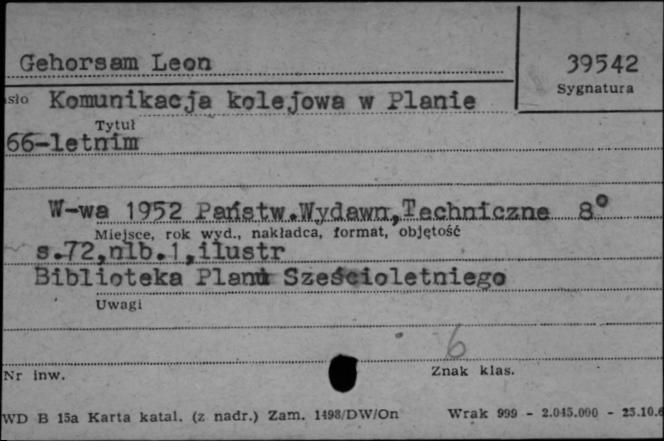 Gehorsam Leon
39542
Sygnatura
sło Komunikacja kolejowa w Planie
Tytuł
66-letnim
W-wa 1952 Państw.Wydawn,Techniczne 8°
Miejsce, rok wyd., nakładca, format, objętość
s.72,nlb.1,ilustr
Biblioteka Planu Sześcioletniego
Uwagi
6
Nr inw.
Znak klas.
WD B 15a Karta katal. (z nadr.) Zam. 1498/DW/On Wrak 999 - 2.045.000 - 25.10.6